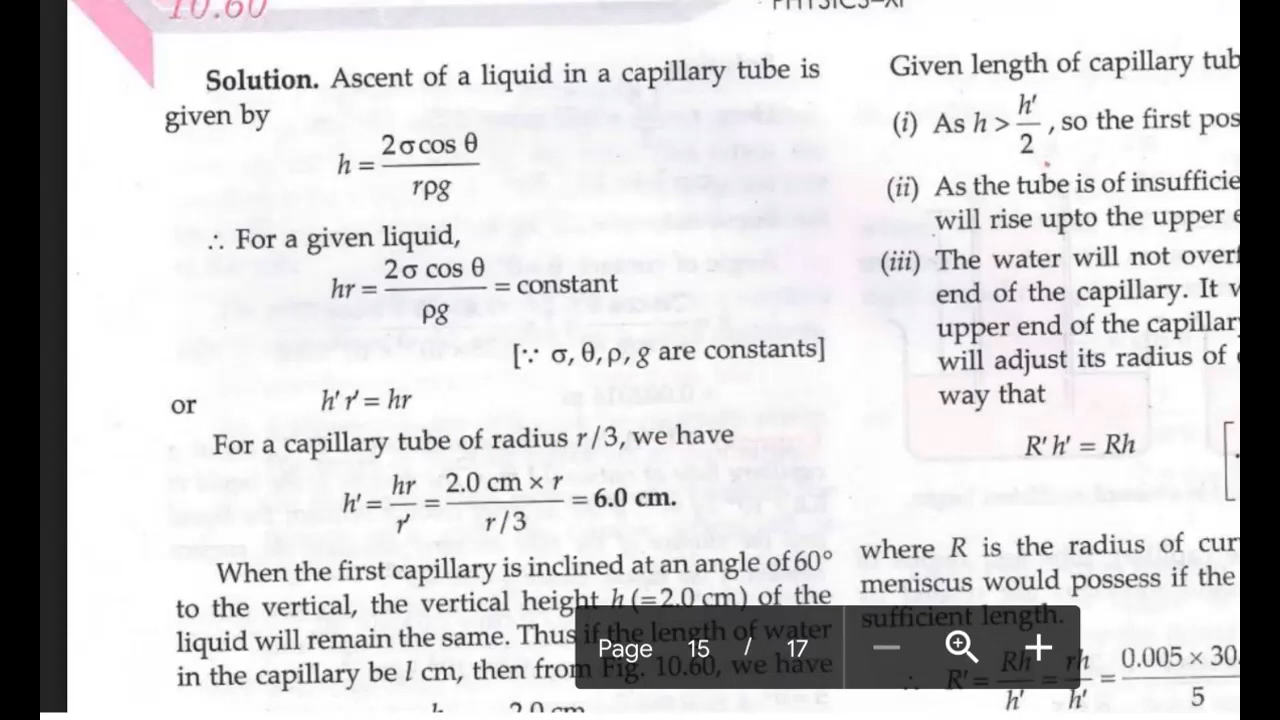 10.60
PHYSICS–XI
Solution. Ascent of a liquid in a capillary tube is
given by
h = 2σ cos θ / rρg
∴ For a given liquid,
hr = 2σ cos θ / ρg = constant
[∵ σ, θ, ρ, g are constants]
or h′ r′ = hr
For a capillary tube of radius r/3, we have
h′ = hr / r′ = 2.0 cm × r / r/3 = 6.0 cm.
When the first capillary is inclined at an angle of 60°
to the vertical, the vertical height h (=2.0 cm) of the
liquid will remain the same. Thus if the length of water
in the capillary be l cm, then from Fig. 10.60, we have
h 2.0 cm
Given length of capillary tub
(i) As h > h′/2, so the first pos
(ii) As the tube is of insufficie
will rise upto the upper e
(iii) The water will not overf
end of the capillary. It w
upper end of the capillar
will adjust its radius of
way that
R′ h′ = Rh
where R is the radius of cur
meniscus would possess if the
sufficient length.
∴ R′ = Rh / h′ = rh / h′ = 0.005 × 30. / 5
Page 15 / 17